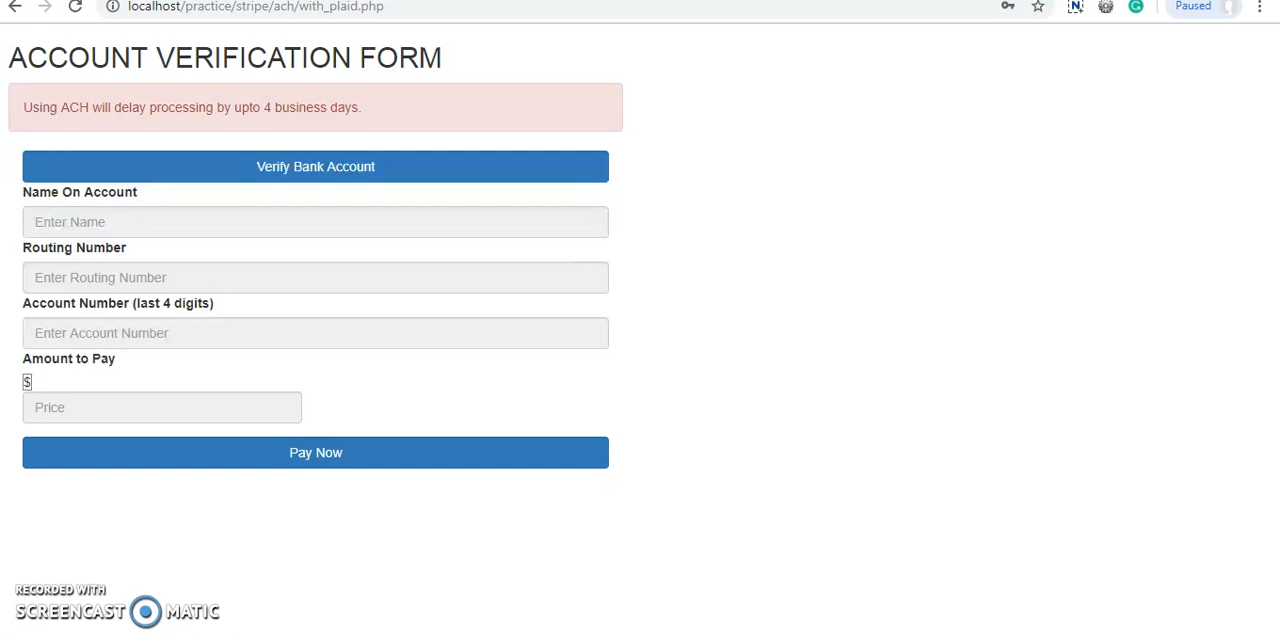 localhost/practice/stripe/ach/with_plaid.php
N
G
Paused
ACCOUNT VERIFICATION FORM
Using ACH will delay processing by upto 4 business days.
Verify Bank Account
Name On Account
Enter Name
Routing Number
Enter Routing Number
Account Number (last 4 digits)
Enter Account Number
Amount to Pay
$
Price
Pay Now
RECORDED WITH
SCREENCAST MATIC